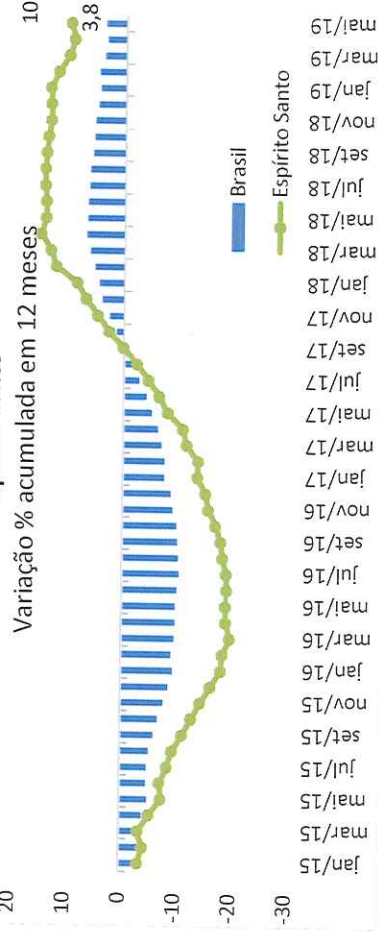 Variação % acumulada em 12 meses
20
10
0
-10
-20
-30
10
3,8
Brasil
Espírito Santo
jan/15
mar/15
mai/15
jul/15
set/15
nov/15
jan/16
mar/16
mai/16
jul/16
set/16
nov/16
jan/17
mar/17
mai/17
jul/17
set/17
nov/17
jan/18
mar/18
mai/18
jul/18
set/18
nov/18
jan/19
mar/19
mai/19